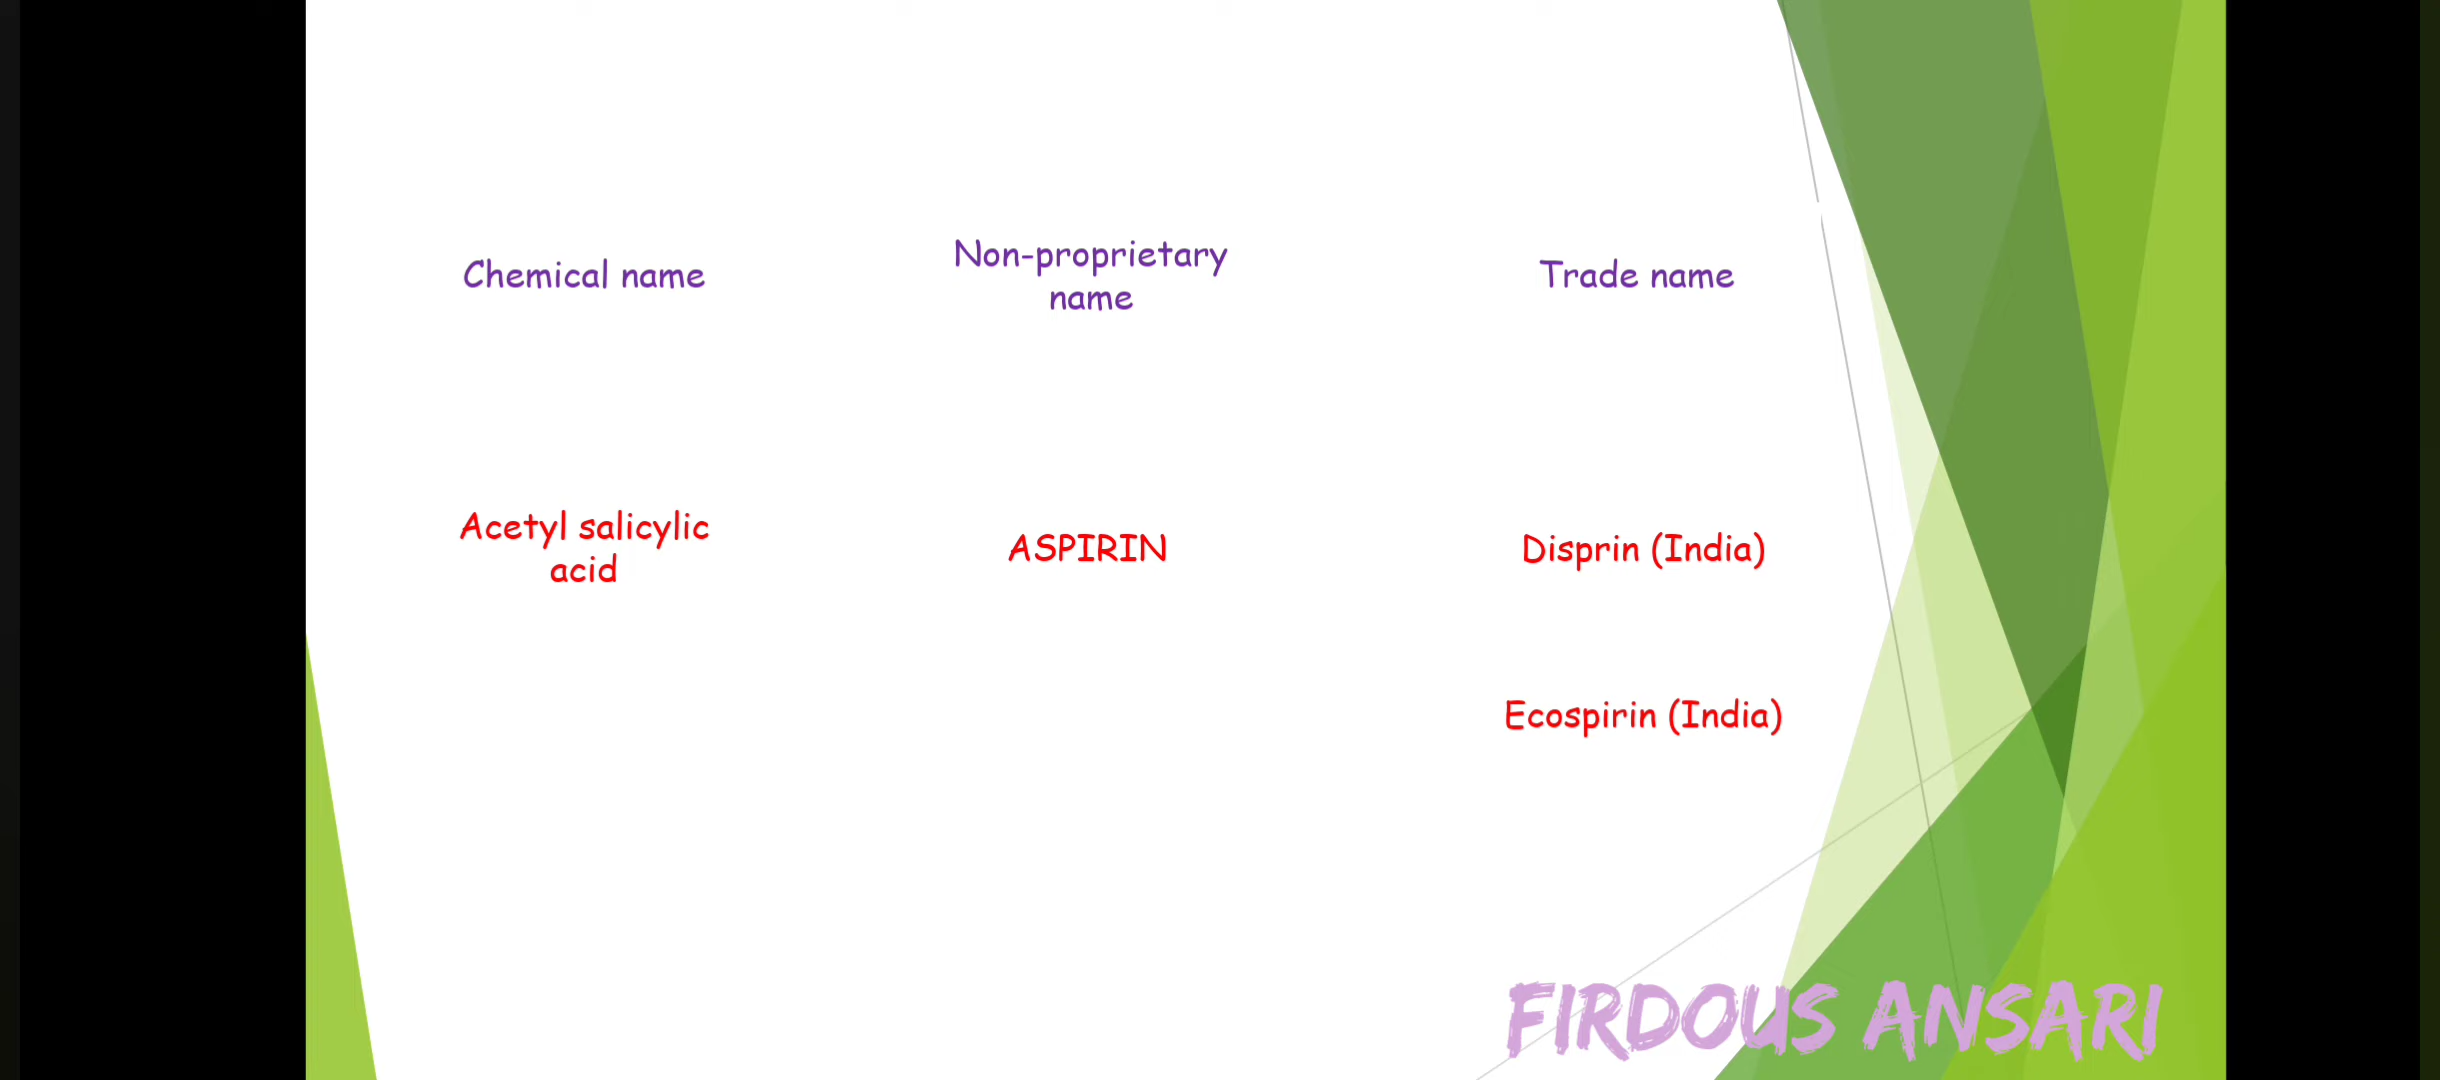 Chemical name
Non-proprietary
name
Trade name
Acetyl salicylic
acid
ASPIRIN
Disprin (India)
Ecospirin (India)
FIRDOUS ANSARI